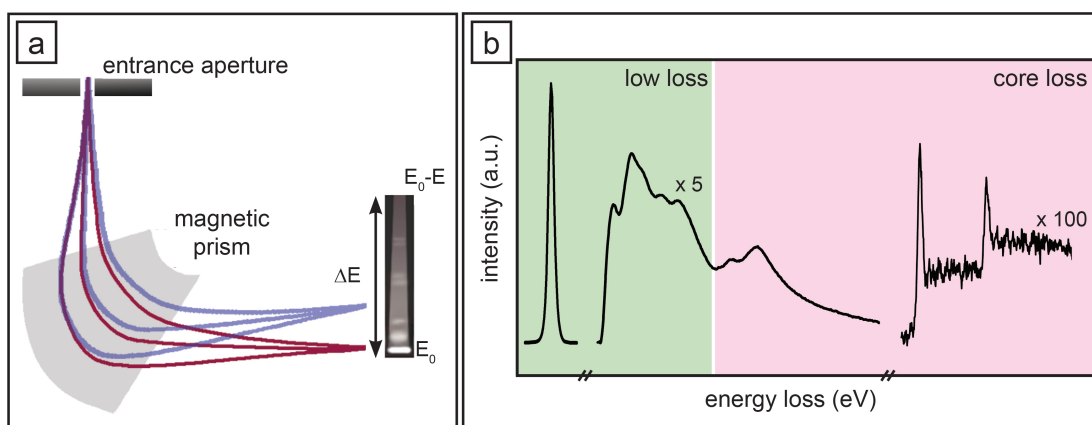 a
entrance aperture
magnetic
prism
E₀-E
ΔE
E₀
b
low loss
core loss
x 5
x 100
intensity (a.u.)
energy loss (eV)